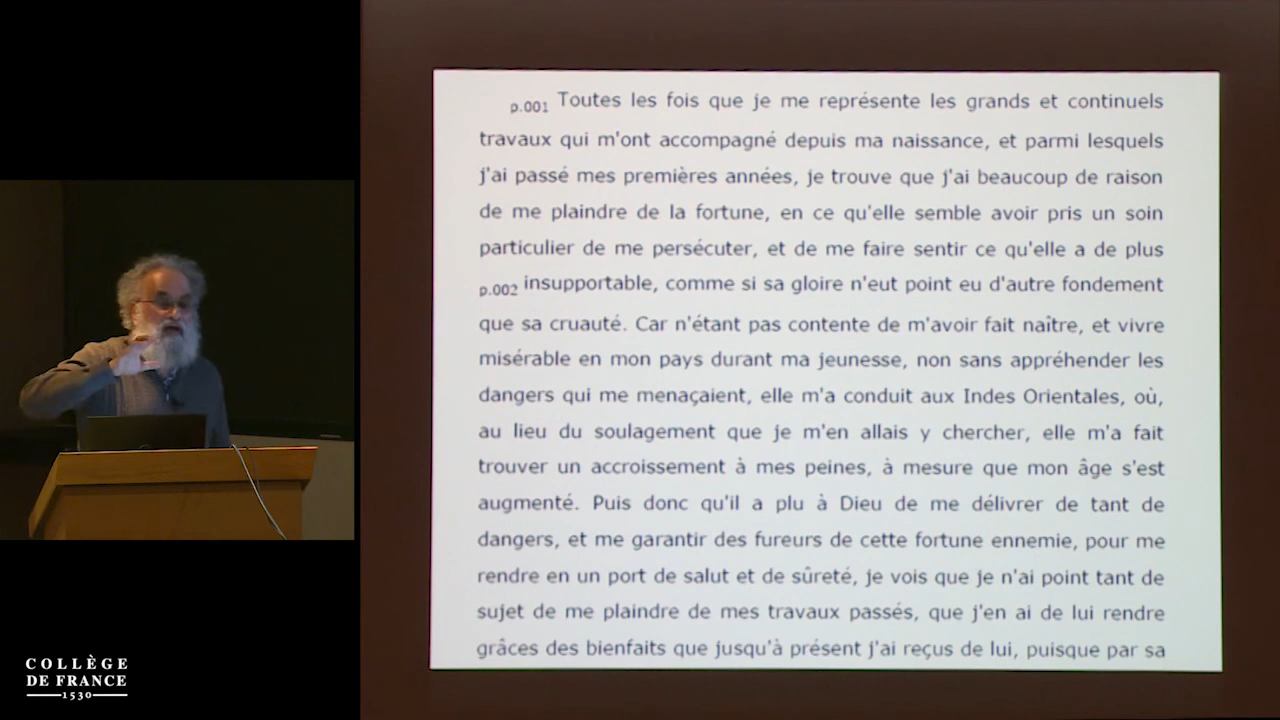 p.001 Toutes les fois que je me représente les grands et continuels
travaux qui m'ont accompagné depuis ma naissance, et parmi lesquels
j'ai passé mes premières années, je trouve que j'ai beaucoup de raison
de me plaindre de la fortune, en ce qu'elle semble avoir pris un soin
particulier de me persécuter, et de me faire sentir ce qu'elle a de plus
p.002 insupportable, comme si sa gloire n'eut point eu d'autre fondement
que sa cruauté. Car n'étant pas contente de m'avoir fait naître, et vivre
misérable en mon pays durant ma jeunesse, non sans appréhender les
dangers qui me menaçaient, elle m'a conduit aux Indes Orientales, où,
au lieu du soulagement que je m'en allais y chercher, elle m'a fait
trouver un accroissement à mes peines, à mesure que mon âge s'est
augmenté. Puis donc qu'il a plu à Dieu de me délivrer de tant de
dangers, et me garantir des fureurs de cette fortune ennemie, pour me
rendre en un port de salut et de sûreté, je vois que je n'ai point tant de
sujet de me plaindre de mes travaux passés, que j'en ai de lui rendre
grâces des bienfaits que jusqu'à présent j'ai reçus de lui, puisque par sa
COLLÈGE
DE FRANCE
1530